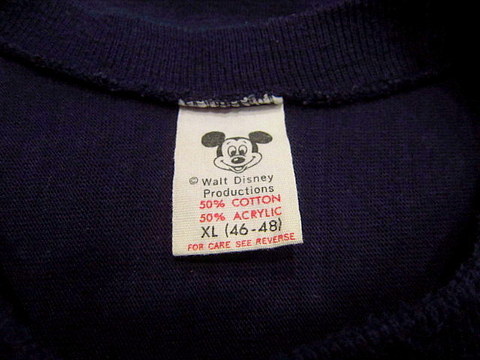 © Walt Disney
Productions
50% COTTON
50% ACRYLIC
XL (46-48)
FOR CARE SEE REVERSE